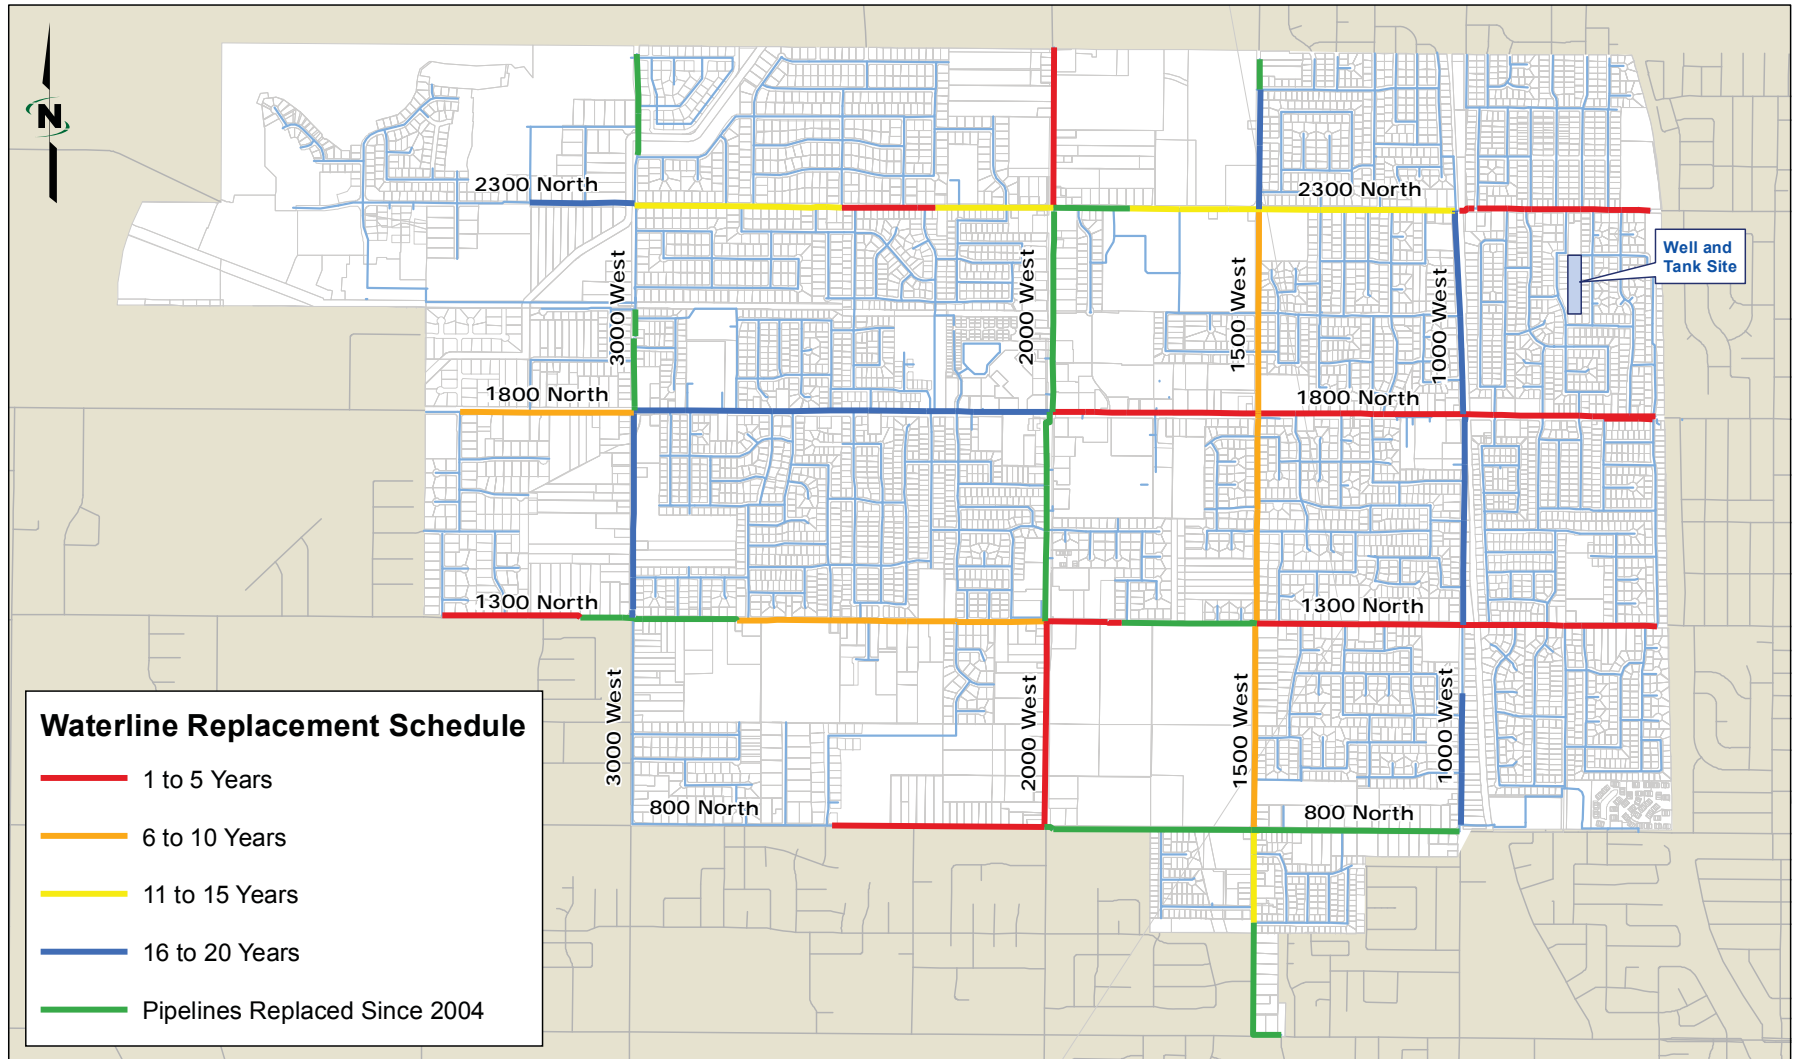 N
2300 North
2300 North
Well and
Tank Site
3000 West
2000 West
1500 West
1000 West
1800 North
1800 North
1300 North
1300 North
3000 West
2000 West
1500 West
1000 West
800 North
800 North
Waterline Replacement Schedule
1 to 5 Years
6 to 10 Years
11 to 15 Years
16 to 20 Years
Pipelines Replaced Since 2004